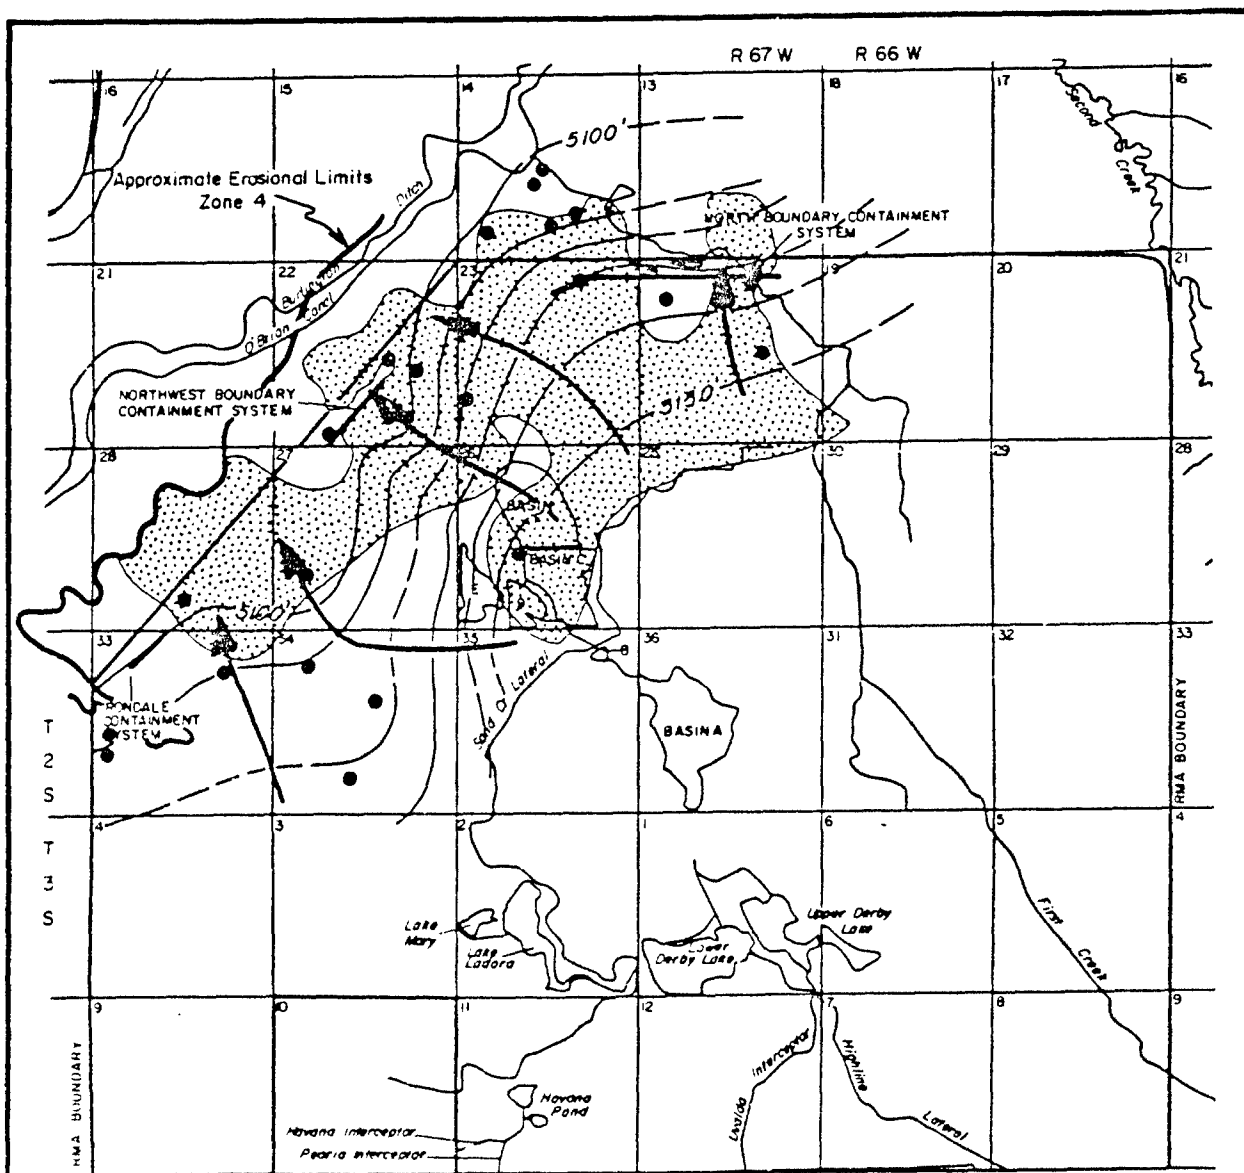 R 67 W R 66 W
16 15 14 13 18 17 16
Second
Creek
5100'
Approximate Erosional Limits
Zone 4
Ditch
NORTH BOUNDARY CONTAINMENT
SYSTEM
21 22 23 19 20 21
Burlington
O'Brian Canal
NORTHWEST BOUNDARY
CONTAINMENT SYSTEM
5130'
28 27 26 25 30 29 28
BASIN
BASIN C
E
D
5100'
33 34 35 36 31 32 33
B
Sand Cr Lateral
CONTAINMENT
SYSTEM
BASIN A
RMA BOUNDARY
T
2
S
4 3 2 1 6 5 4
T
3
S
Lake
Mary
Lake
Ladora
Lower
Derby Lake
Upper Derby
Lake
First
Creek
9 10 11 12 7 8 9
RMA BOUNDARY
Uvalda Interceptor
Highline
Lateral
Havana
Pond
Havana Interceptor
Peoria Interceptor